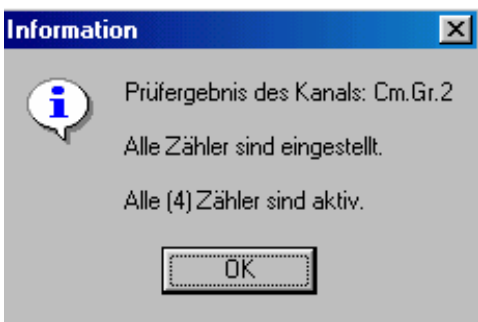 Information
Prüfergebnis des Kanals: Cm.Gr.2
Alle Zähler sind eingestellt.
Alle (4) Zähler sind aktiv.
OK